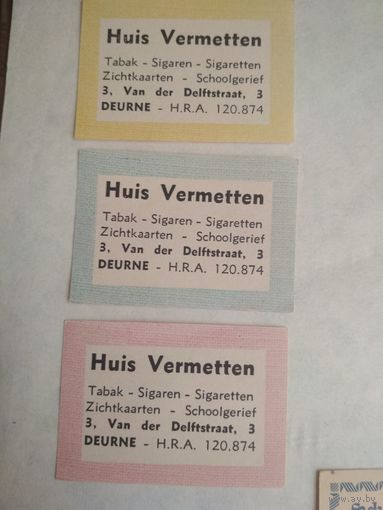 Huis Vermetten
Tabak - Sigaren - Sigaretten
Zichtkaarten - Schoolgerief
3, Van der Delftstraat, 3
DEURNE - H.R.A. 120.874
Huis Vermetten
Tabak - Sigaren - Sigaretten
Zichtkaarten - Schoolgerief
3, Van der Delftstraat, 3
DEURNE - H.R.A. 120.874
Huis Vermetten
Tabak - Sigaren - Sigaretten
Zichtkaarten - Schoolgerief
3, Van der Delftstraat, 3
DEURNE - H.R.A. 120.874
www.ay.by